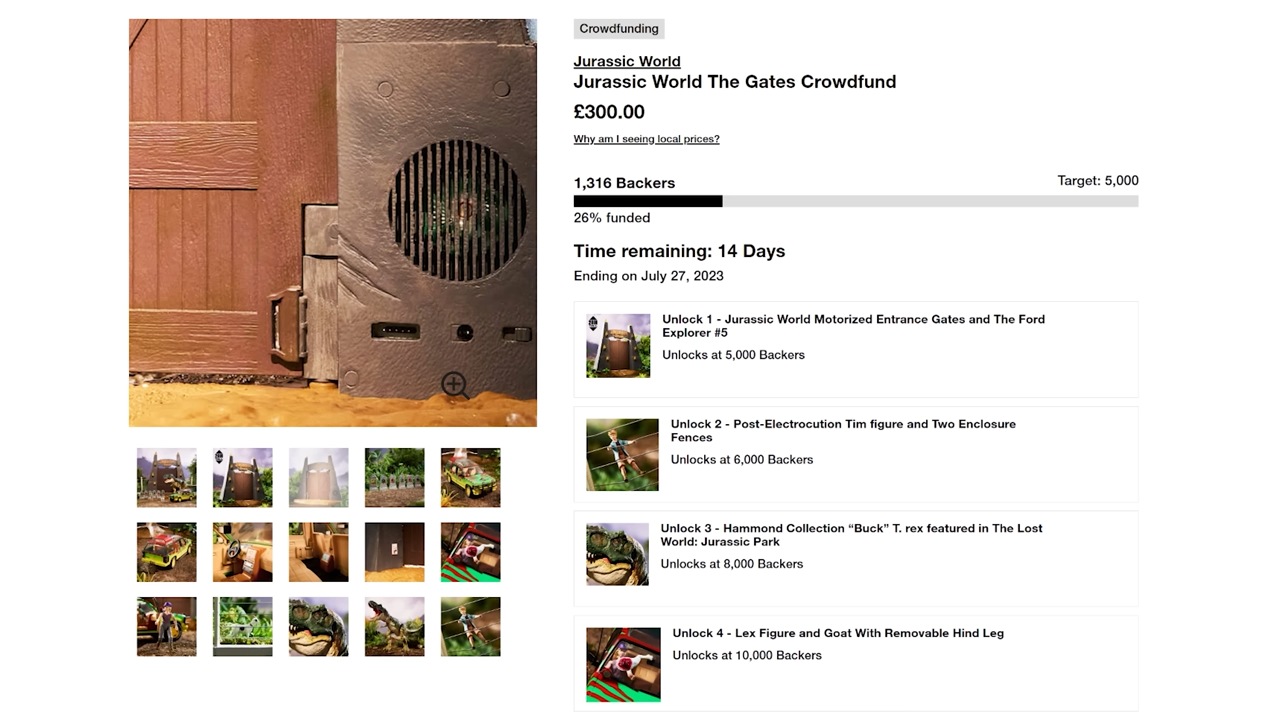 Crowdfunding
Jurassic World
Jurassic World The Gates Crowdfund
£300.00
Why am I seeing local prices?
1,316 Backers
Target: 5,000
26% funded
Time remaining: 14 Days
Ending on July 27, 2023
Unlock 1 - Jurassic World Motorized Entrance Gates and The Ford
Explorer #5
Unlocks at 5,000 Backers
Unlock 2 - Post-Electrocution Tim figure and Two Enclosure
Fences
Unlocks at 6,000 Backers
Unlock 3 - Hammond Collection “Buck” T. rex featured in The Lost
World: Jurassic Park
Unlocks at 8,000 Backers
Unlock 4 - Lex Figure and Goat With Removable Hind Leg
Unlocks at 10,000 Backers